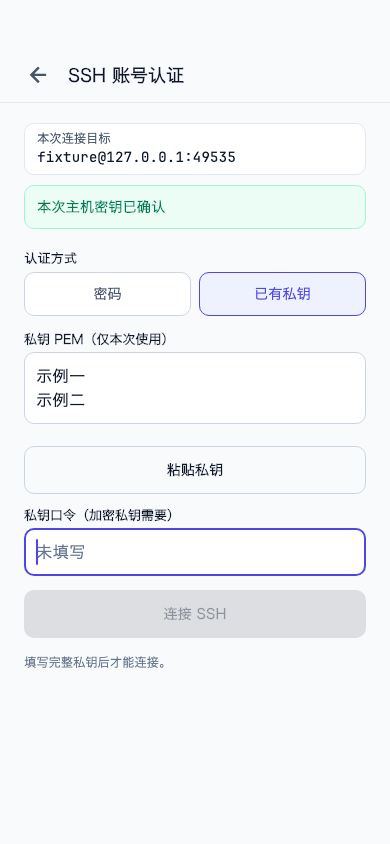 SSH 账号认证
本次连接目标
fixture@127.0.0.1:49535
本次主机密钥已确认
认证方式
密码
已有私钥
私钥 PEM（仅本次使用）
示例一
示例二
粘贴私钥
私钥口令（加密私钥需要）
未填写
连接 SSH
填写完整私钥后才能连接。